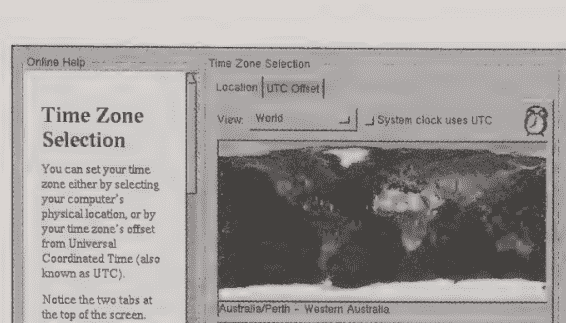 Online Help
Time Zone
Selection
You can set your time
zone either by selecting
your computer's
physical location, or by
your time zone's offset
from Universal
Coordinated Time (also
known as UTC).
Notice the two tabs at
the top of the screen.
Time Zone Selection
Location UTC Offset
View: World System clock uses UTC
Australia/Perth - Western Australia